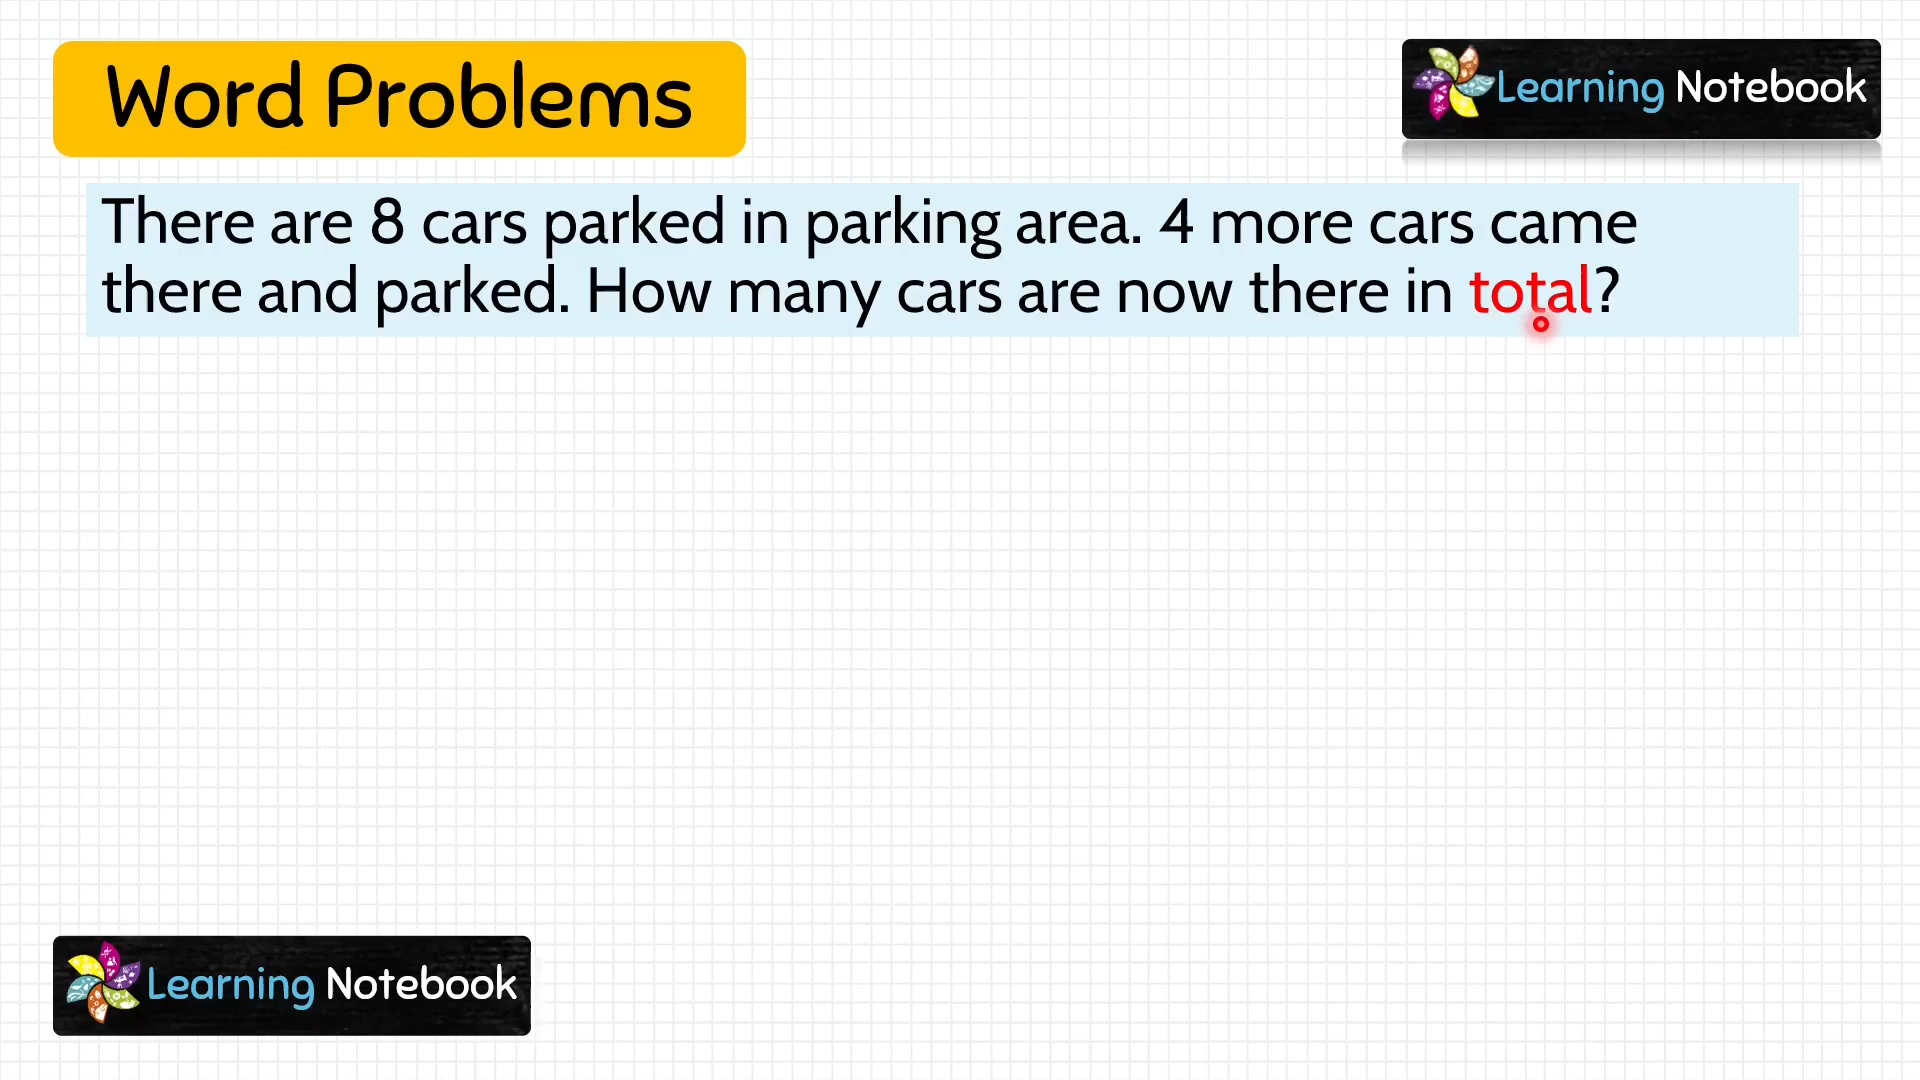 Word Problems
Learning Notebook
There are 8 cars parked in parking area. 4 more cars came
there and parked. How many cars are now there in total?
Learning Notebook